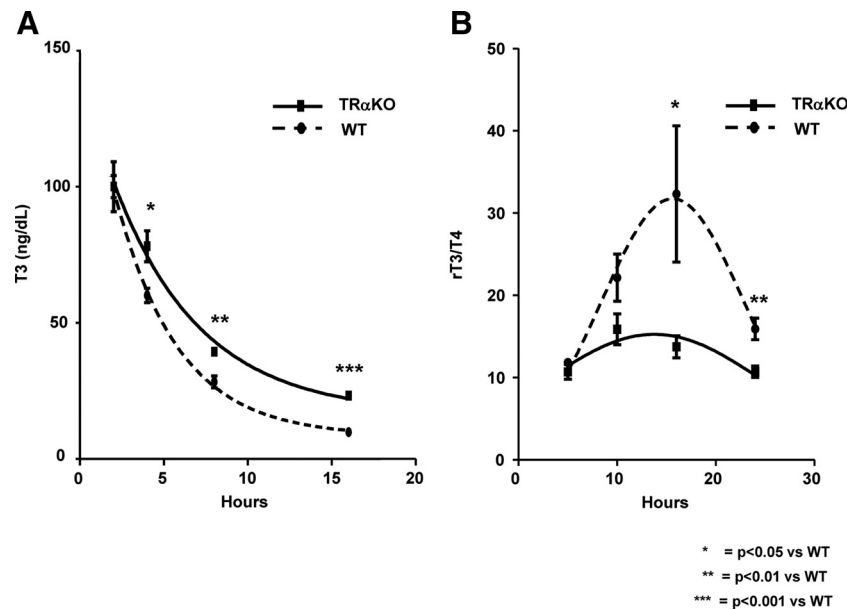 A
T3 (ng/dL)
150
100
50
0
0
5
10
15
20
Hours
TRαKO
WT
*
**
***
B
rT3/T4
50
40
30
20
10
0
0
10
20
30
Hours
TRαKO
WT
*
**
* = p<0.05 vs WT
** = p<0.01 vs WT
*** = p<0.001 vs WT